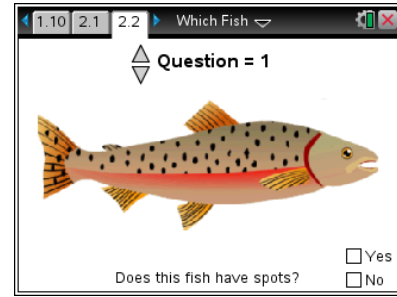 1.10 2.1 2.2 Which Fish
Question = 1
Yes
Does this fish have spots?
No